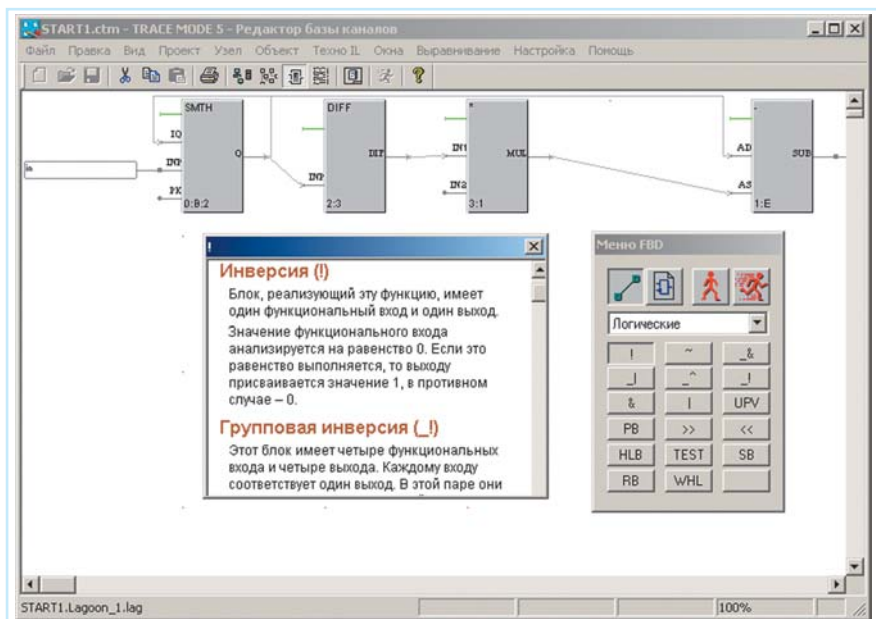 START1.ctm – TRACE MODE 5 - Редактор базы каналов
Файл Правка Вид Проект Узел Объект Техно IL Окна Выравнивание Настройка Помощь
SMTH
IQ
INP
PK
Q
0:B:2
in
DIFF
INP
DIF
2:3
*
IN1
IN2
MUL
3:1
-
AD
AS
SUB
1:E
!
Инверсия (!)
Блок, реализующий эту функцию, имеет
один функциональный вход и один выход.
Значение функционального входа
анализируется на равенство 0. Если это
равенство выполняется, то выходу
присваивается значение 1, в противном
случае – 0.
Групповая инверсия (_!)
Этот блок имеет четыре функциональных
входа и четыре выхода. Каждому входу
соответствует один выход. В этой паре они
Меню FBD
Логические
! ~ _&
_| _^ _!
& | UPV
PB >> <<
HLB TEST SB
RB WHL
START1.Lagoon_1.lag
100%